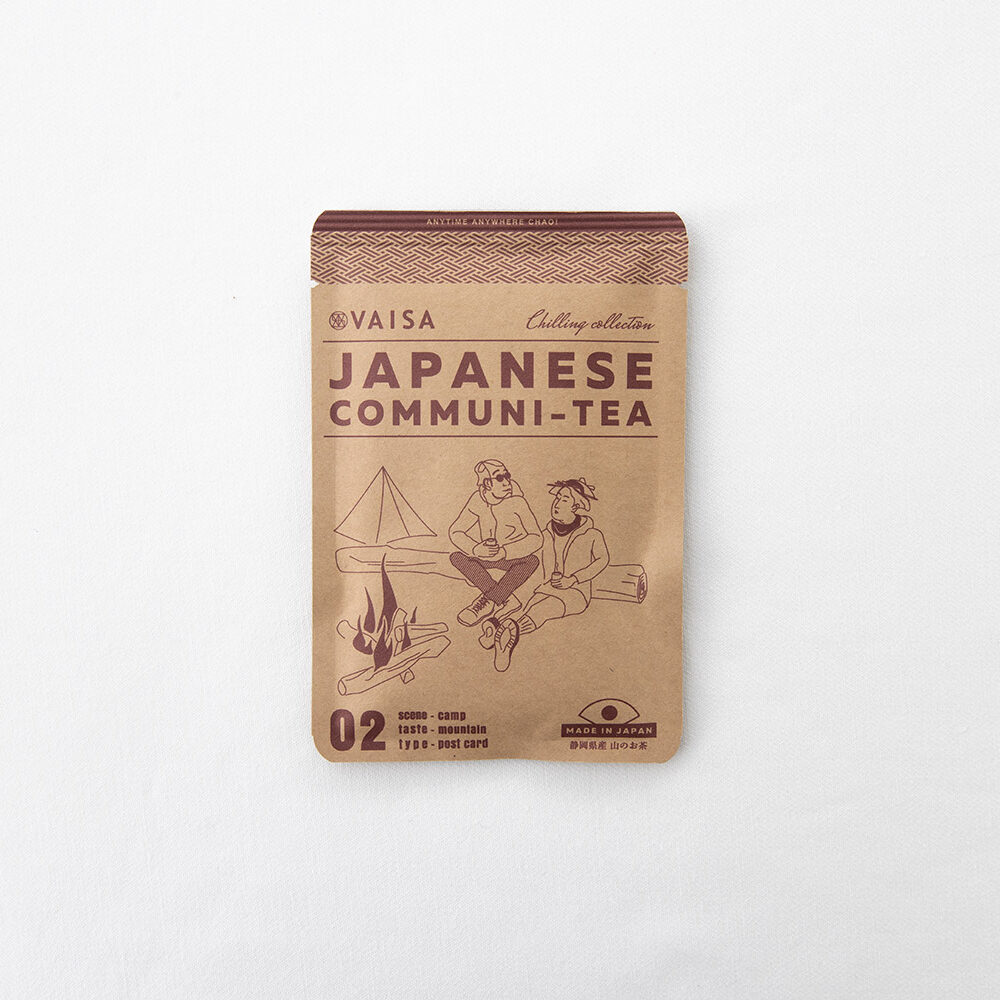 ANYTIME ANYWHERE CHAO!
VAISA
Chilling collection
JAPANESE
COMMUNI-TEA
02
scene - camp
taste - mountain
type - post card
MADE IN JAPAN
静岡県産 山のお茶